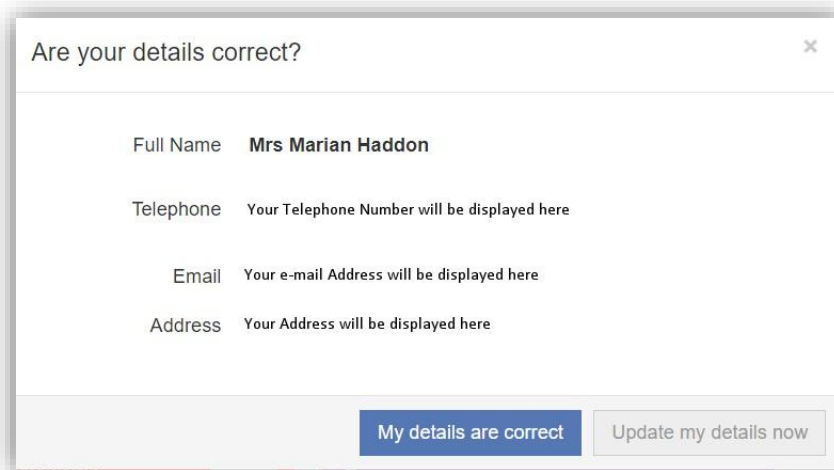 Are your details correct? ×
Full Name Mrs Marian Haddon
Telephone Your Telephone Number will be displayed here
Email Your e-mail Address will be displayed here
Address Your Address will be displayed here
My details are correct Update my details now